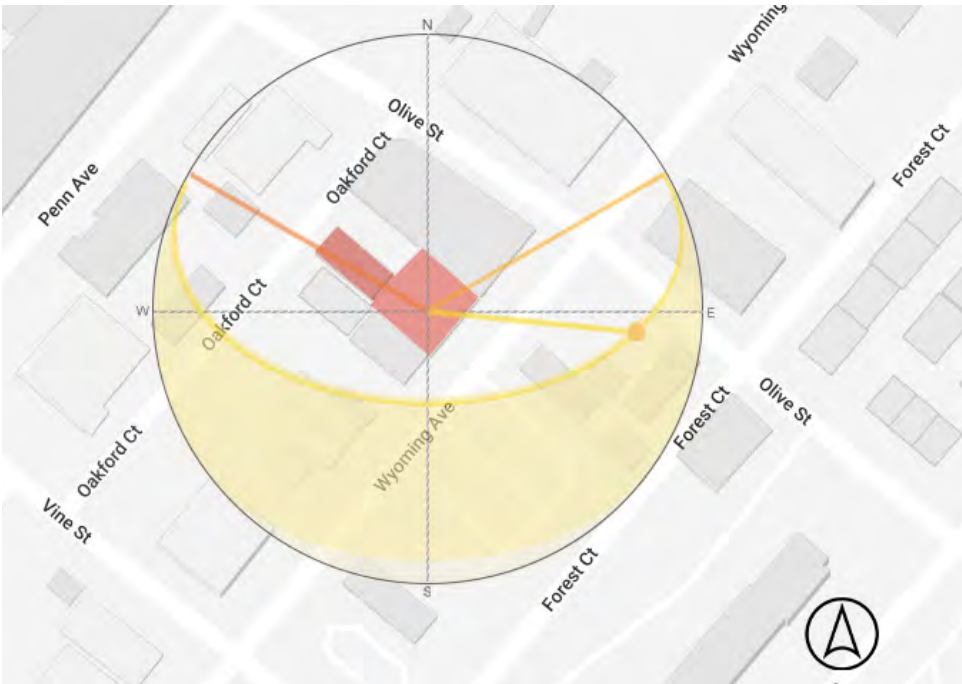 N
Wyoming
Olive St
Oakford Ct
Forest Ct
Penn Ave
W
E
Oakford Ct
Olive St
Forest Ct
Wyoming Ave
Oakford Ct
Vine St
Forest Ct
S